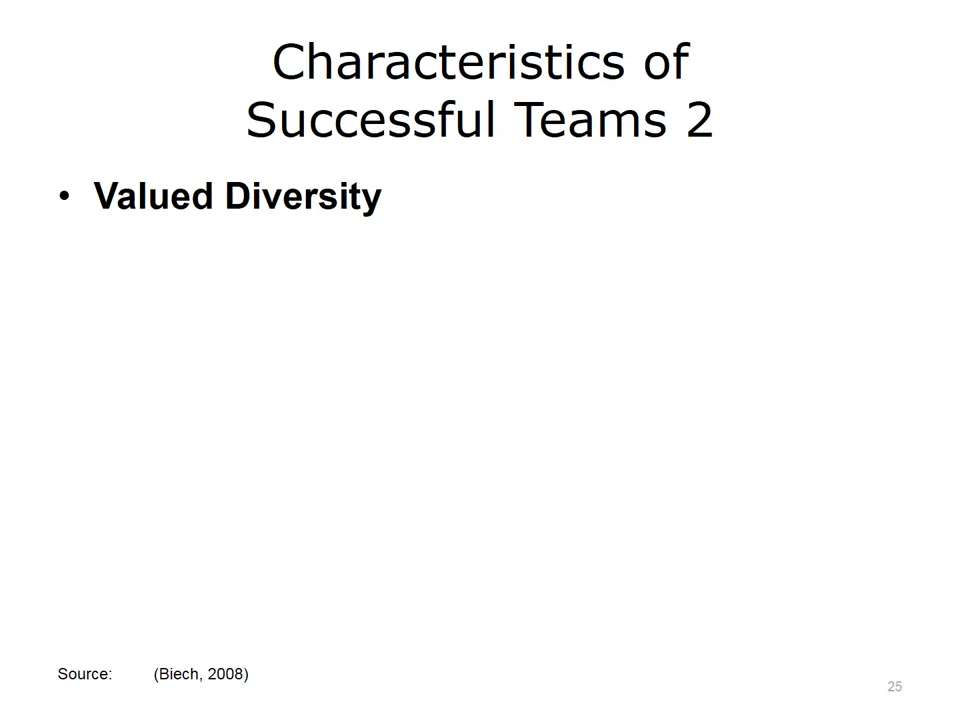 Characteristics of
Successful Teams 2
• Valued Diversity
Source: (Biech, 2008)
25